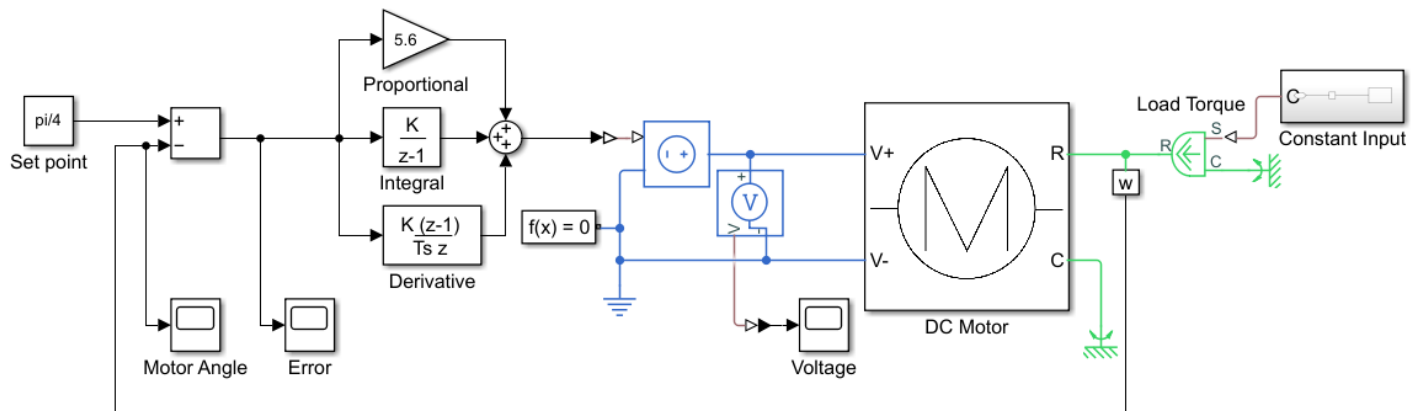 5.6
Proportional
pi/4
Set point
+
−
K
z-1
Integral
+
+
+
K (z-1)
Ts z
Derivative
Motor Angle
Error
f(x) = 0
- +
+
V
-
V
Voltage
V+
V-
M
R
C
DC Motor
w
Load Torque
R
S
C
C
Constant Input